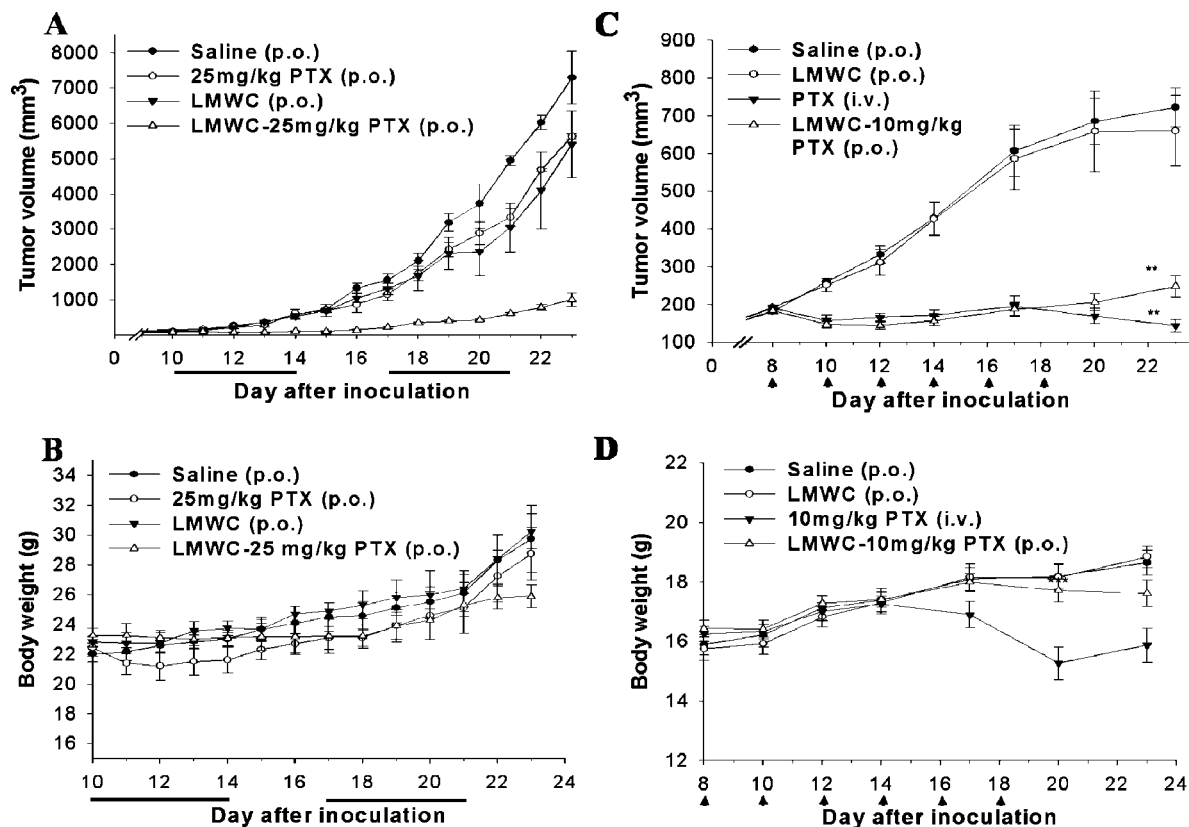 A
Tumor volume (mm3)
8000
7000
6000
5000
4000
3000
2000
1000
Saline (p.o.)
25mg/kg PTX (p.o.)
LMWC (p.o.)
LMWC-25mg/kg PTX (p.o.)
0 10 12 14 16 18 20 22
Day after inoculation
C
Tumor volume (mm3)
900
800
700
600
500
400
300
200
100
Saline (p.o.)
LMWC (p.o.)
PTX (i.v.)
LMWC-10mg/kg
PTX (p.o.)
**
**
0 8 10 12 14 16 18 20 22
Day after inoculation
B
Body weight (g)
34
32
30
28
26
24
22
20
18
16
Saline (p.o.)
25mg/kg PTX (p.o.)
LMWC (p.o.)
LMWC-25 mg/kg PTX (p.o.)
10 12 14 16 18 20 22 24
Day after inoculation
D
Body weight (g)
22
20
18
16
14
12
Saline (p.o.)
LMWC (p.o.)
10mg/kg PTX (i.v.)
LMWC-10mg/kg PTX (p.o.)
***
8 10 12 14 16 18 20 22 24
Day after inoculation